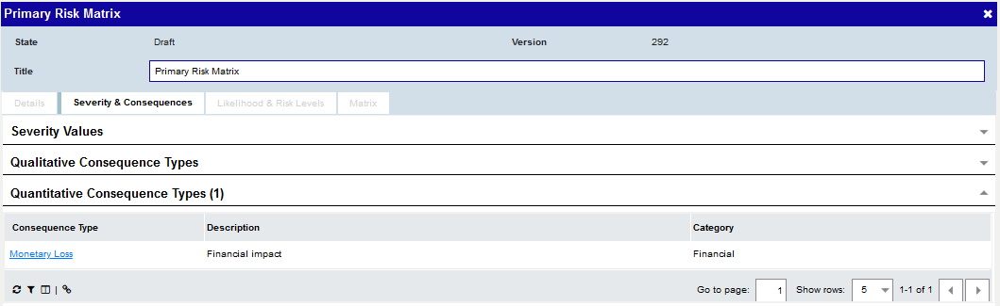 Primary Risk Matrix
State Draft Version 292
Title Primary Risk Matrix
Details Severity & Consequences Likelihood & Risk Levels Matrix
Severity Values
Qualitative Consequence Types
Quantitative Consequence Types (1)
Consequence Type Description Category
Monetary Loss Financial impact Financial
Go to page: 1 Show rows: 5 1-1 of 1